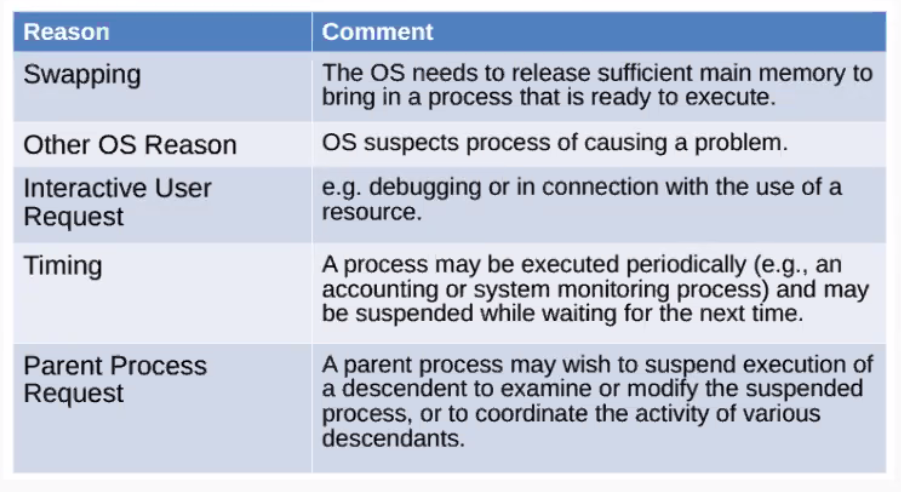 Reason
Comment
Swapping
The OS needs to release sufficient main memory to
bring in a process that is ready to execute.
Other OS Reason
OS suspects process of causing a problem.
Interactive User
Request
e.g. debugging or in connection with the use of a
resource.
Timing
A process may be executed periodically (e.g., an
accounting or system monitoring process) and may
be suspended while waiting for the next time.
Parent Process
Request
A parent process may wish to suspend execution of
a descendent to examine or modify the suspended
process, or to coordinate the activity of various
descendants.